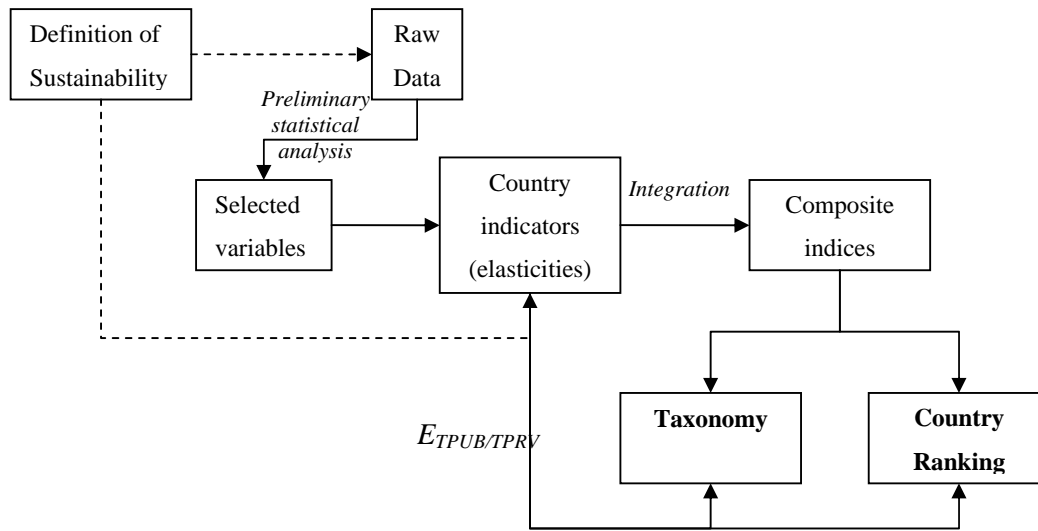 Definition of
Sustainability
Raw
Data
Preliminary
statistical
analysis
Selected
variables
Country
indicators
(elasticities)
Integration
Composite
indices
Taxonomy
Country
Ranking
E_TPUB/TPRV